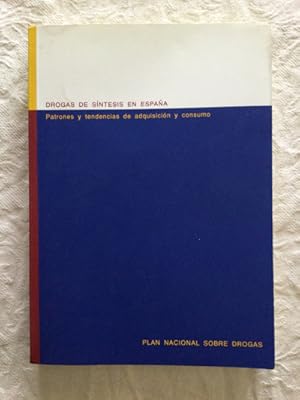 DROGAS DE SÍNTESIS EN ESPAÑA
Patrones y tendencias de adquisición y consumo
PLAN NACIONAL SOBRE DROGAS